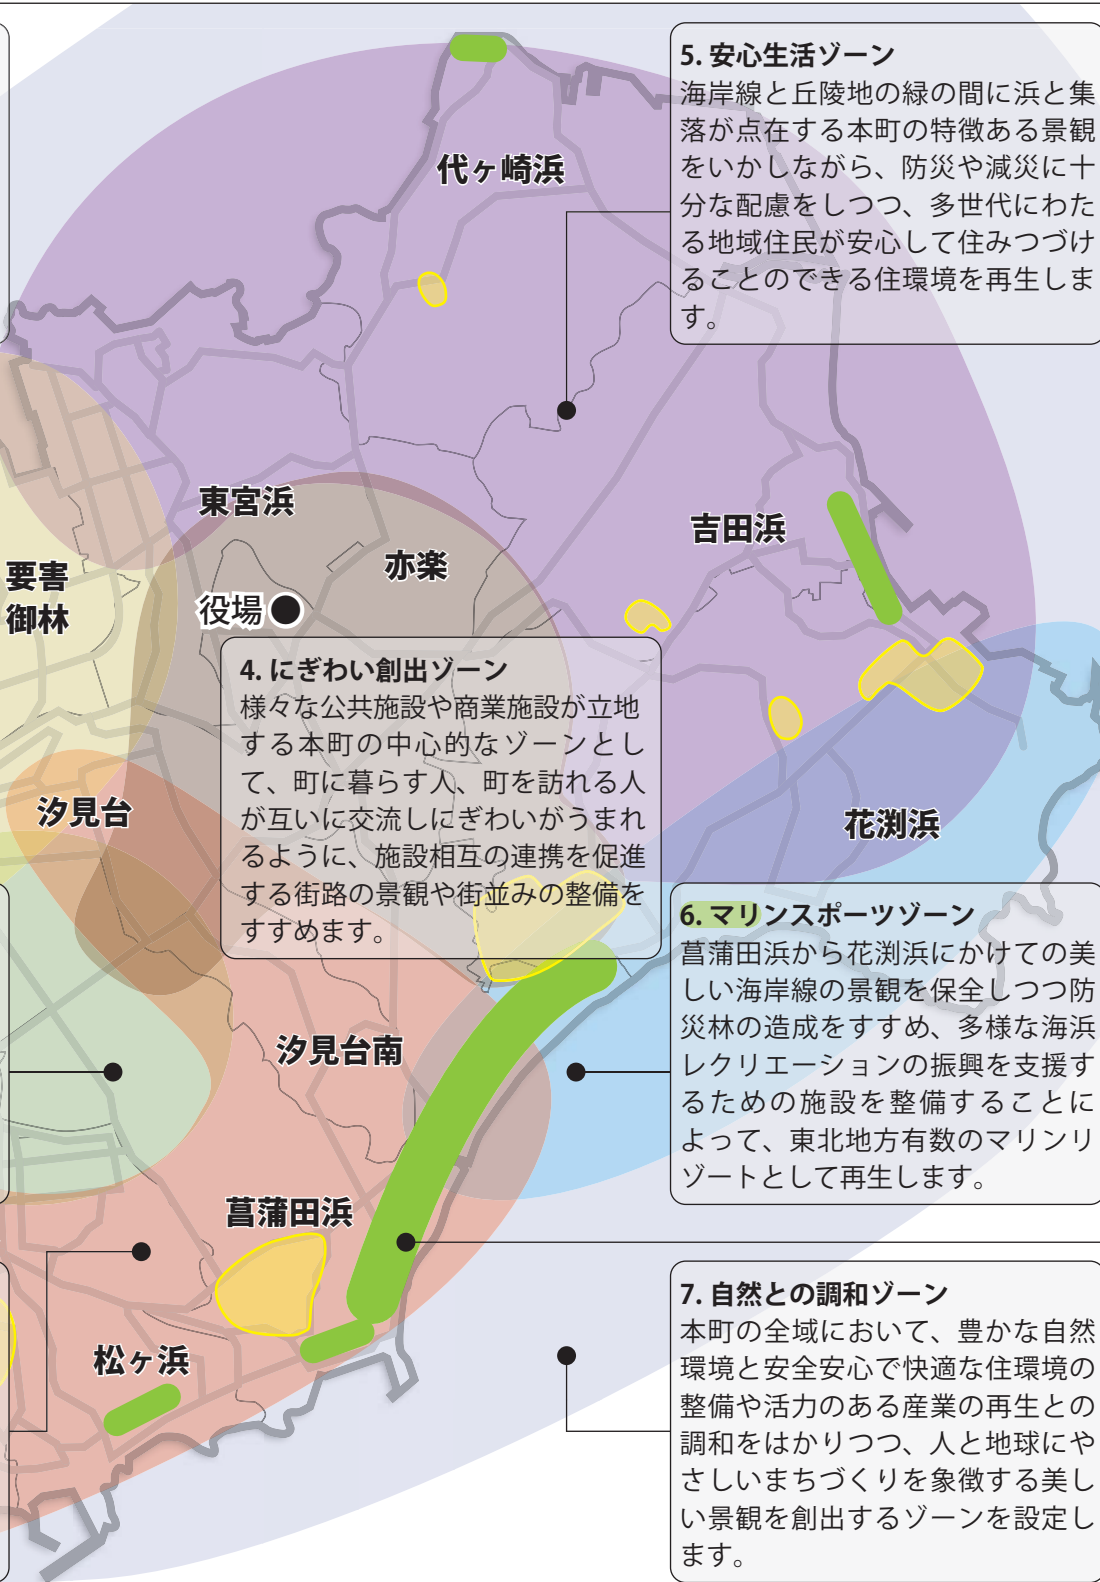 5. 安心生活ゾーン
海岸線と丘陵地の緑の間に浜と集
落が点在する本町の特徴ある景観
をいかしながら、防災や減災に十
分な配慮をしつつ、多世代にわた
る地域住民が安心して住みつづけ
ることのできる住環境を再生しま
す。
代ヶ崎浜
東宮浜
吉田浜
赤楽
要害
御林
役場
4. にぎわい創出ゾーン
様々な公共施設や商業施設が立地
する本町の中心的なゾーンとし
て、町に暮らす人、町を訪れる人
が互いに交流しにぎわいがうまれ
るように、施設相互の連携を促進
する街路の景観や街並みの整備を
すすめます。
汐見台
花渕浜
6. マリンスポーツゾーン
菖蒲田浜から花渕浜にかけての美
しい海岸線の景観を保全しつつ防
災林の造成をすすめ、多様な海浜
レクリエーションの振興を支援す
るための施設を整備することに
よって、東北地方有数のマリンリ
ゾートとして再生します。
汐見台南
菖蒲田浜
松ヶ浜
7. 自然との調和ゾーン
本町の全域において、豊かな自然
環境と安全安心で快適な住環境の
整備や活力のある産業の再生との
調和をはかりつつ、人と地球にや
さしいまちづくりを象徴する美し
い景観を創出するゾーンを設定し
ます。